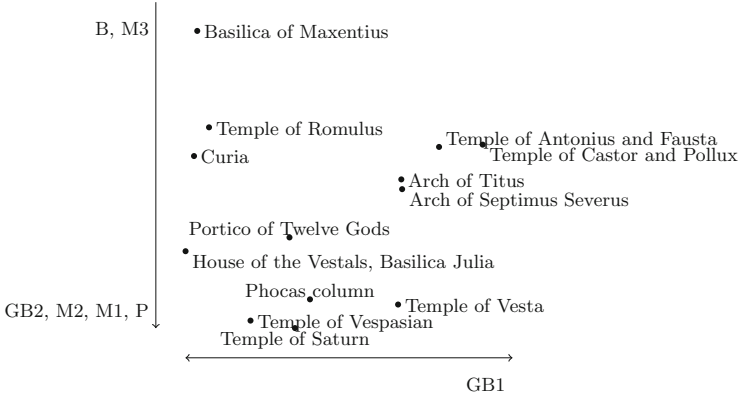 B, M3
Basilica of Maxentius
Temple of Romulus
Temple of Antonius and Fausta
Temple of Castor and Pollux
Curia
Arch of Titus
Arch of Septimus Severus
Portico of Twelve Gods
House of the Vestals, Basilica Julia
Phocas column
Temple of Vesta
GB2, M2, M1, P
Temple of Vespasian
Temple of Saturn
GB1